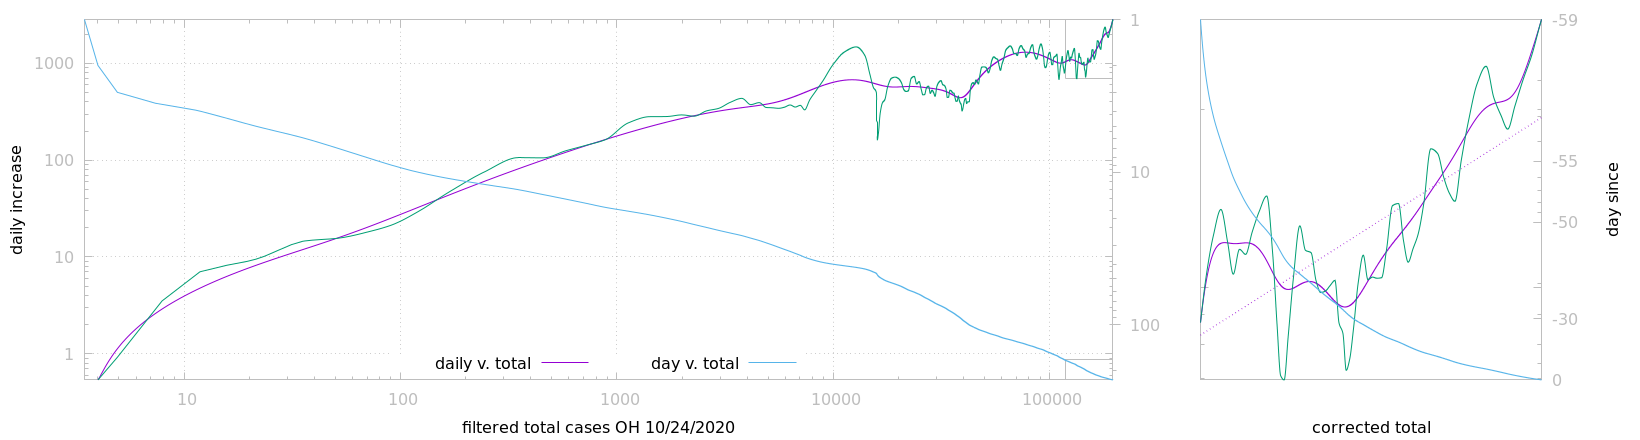 1000
100
10
1
daily increase
daily v. total
day v. total
10
100
1000
10000
100000
filtered total cases OH 10/24/2020
1
10
100
-59
-55
-50
-30
0
day since
corrected total